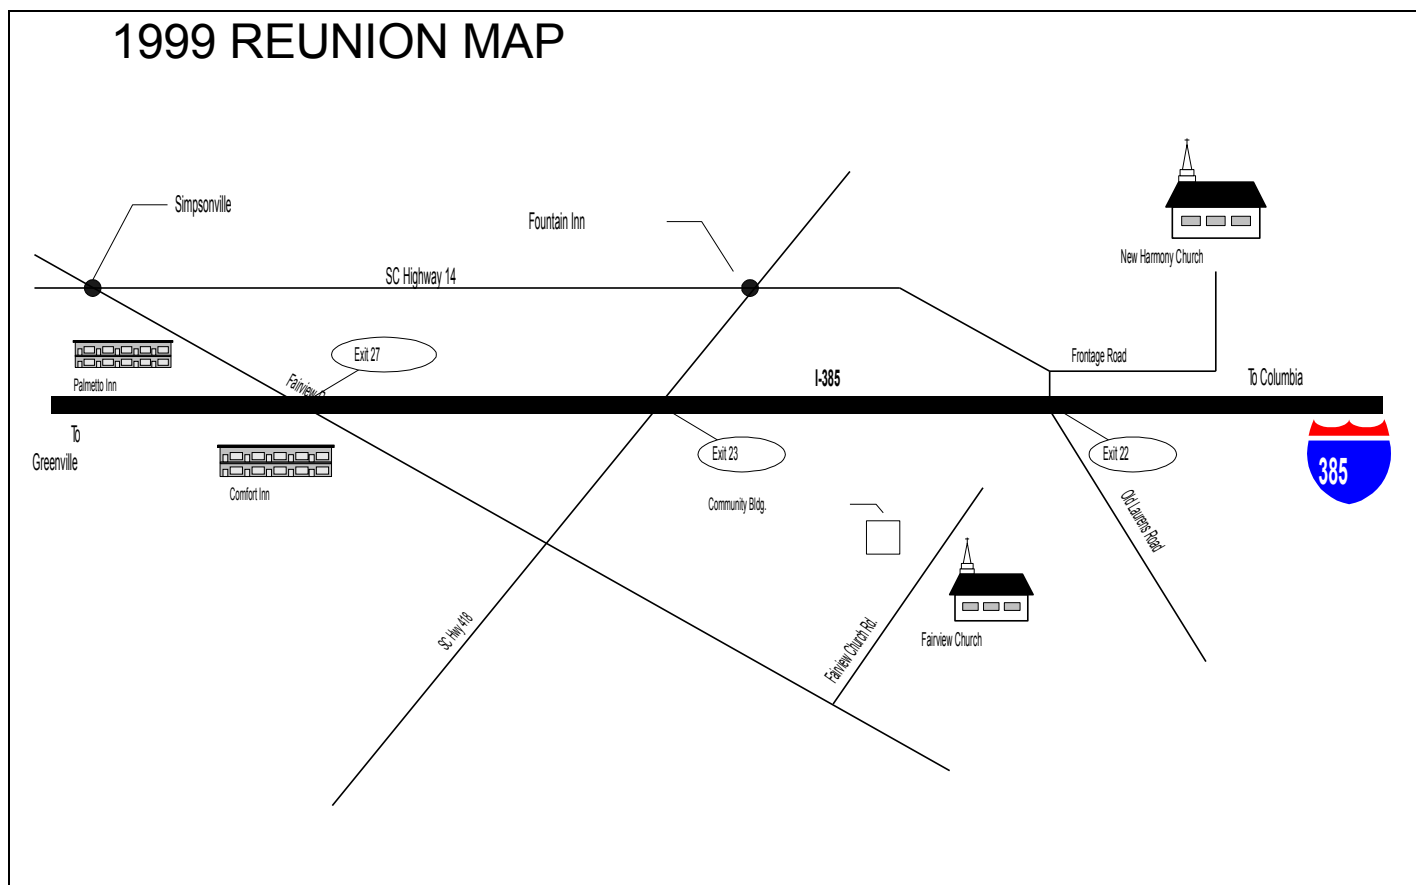 1999 REUNION MAP
Simpsonville
Fountain Inn
New Harmony Church
SC Highway 14
Exit 27
Frontage Road
Palmetto Inn
Fairview
I-385
To Columbia
To
Greenville
Exit 23
Exit 22
385
Comfort Inn
Community Bldg.
Old Laurens Road
SC Hwy 418
Fairview Church Rd.
Fairview Church